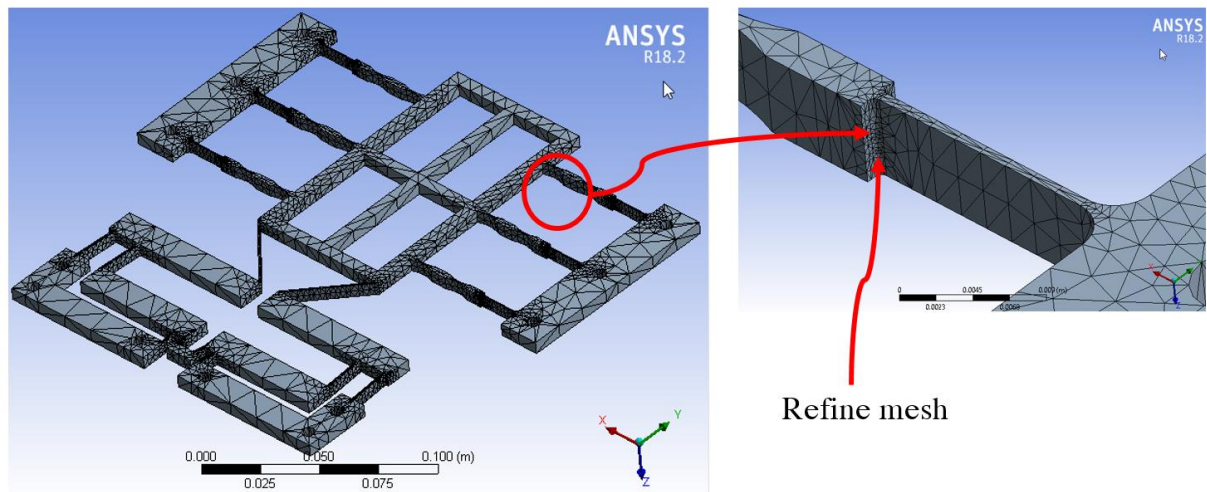 ANSYS
R18.2
X
Y
Z
0.000
0.050
0.100 (m)
0.025
0.075
ANSYS
R18.2
0
0.0045
0.009 (m)
0.0023
0.0068
X
Y
Z
Refine mesh